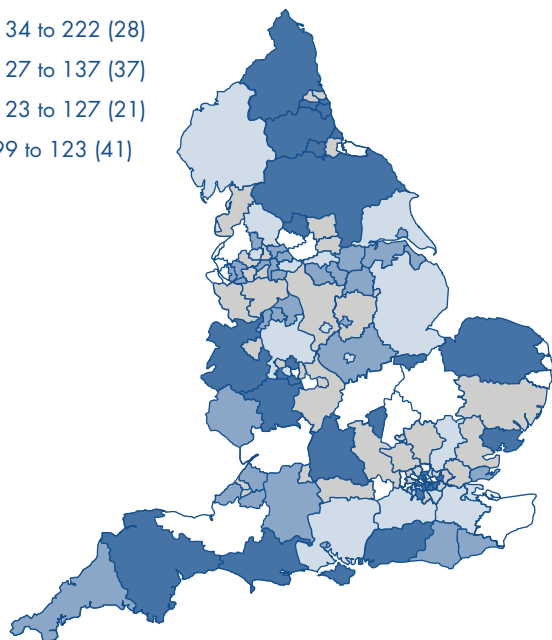 34 to 222 (28)
27 to 137 (37)
23 to 127 (21)
99 to 123 (41)